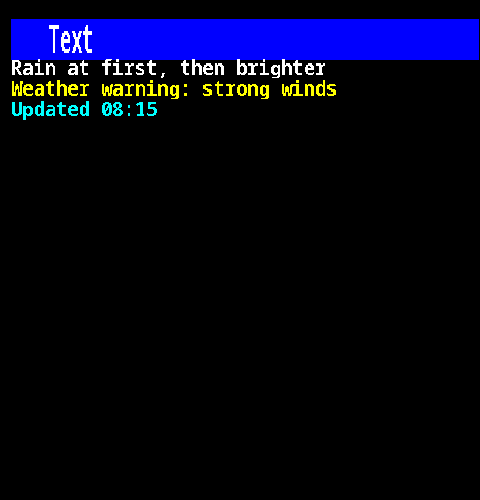 Text
Rain at first, then brighter
Weather warning: strong winds
Updated 08:15